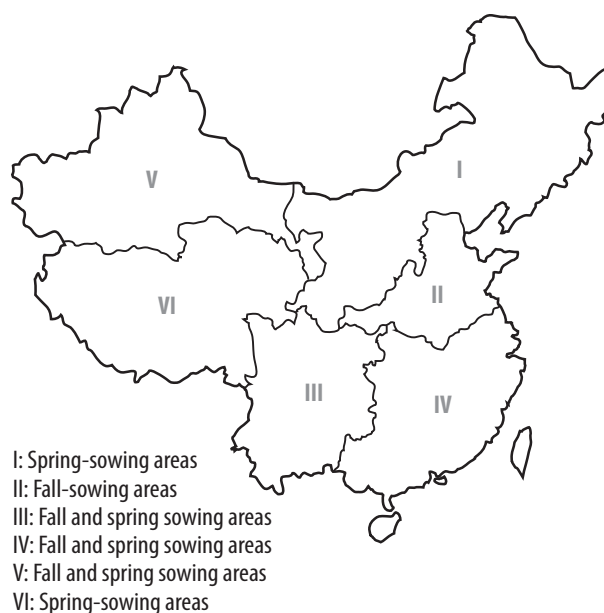 I
V
II
VI
III
IV
I: Spring-sowing areas
II: Fall-sowing areas
III: Fall and spring sowing areas
IV: Fall and spring sowing areas
V: Fall and spring sowing areas
VI: Spring-sowing areas